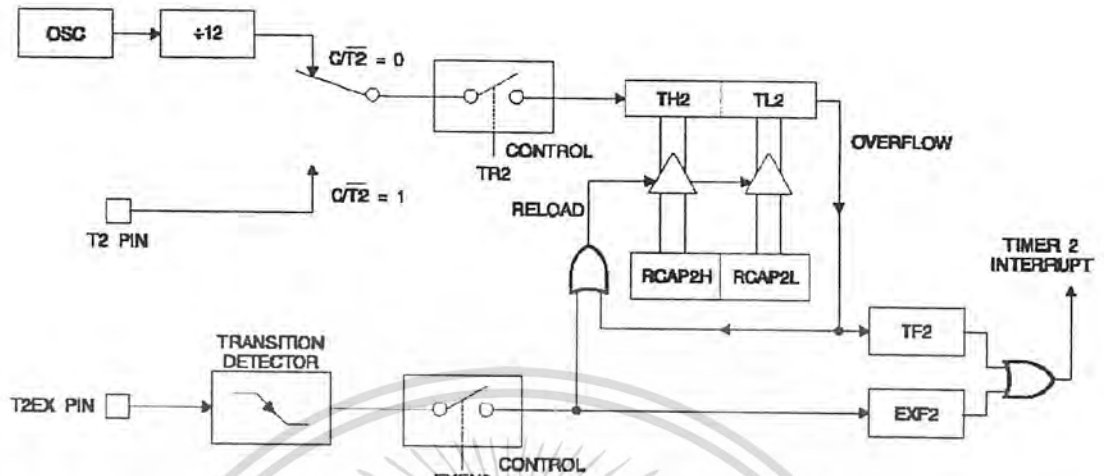 OSC
÷12
C/T2̅ = 0
TH2
TL2
OVERFLOW
CONTROL
TR2
C/T2̅ = 1
T2 PIN
RELOAD
RCAP2H
RCAP2L
TIMER 2
INTERRUPT
TRANSITION
DETECTOR
TF2
T2EX PIN
EXF2
CONTROL